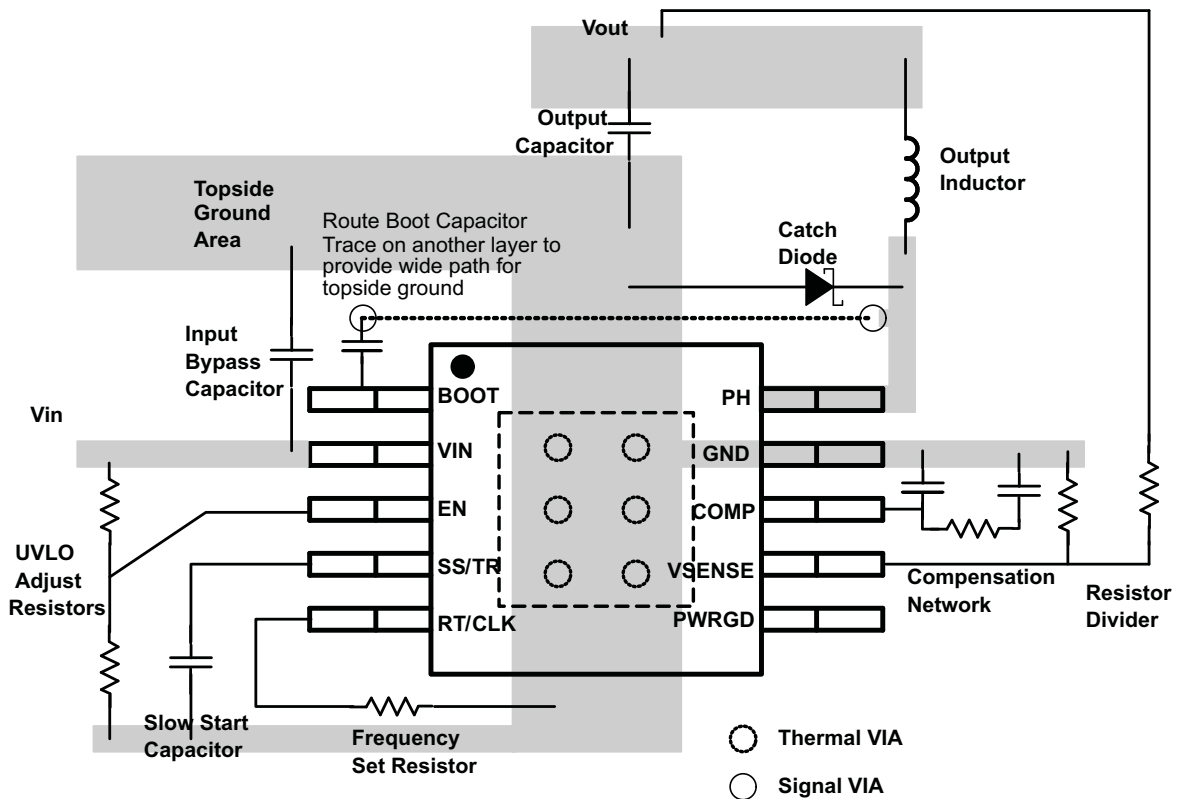 Vout
Output
Capacitor
Output
Inductor
Topside
Ground
Area
Route Boot Capacitor
Trace on another layer to
provide wide path for
topside ground
Catch
Diode
Input
Bypass
Capacitor
Vin
BOOT
PH
VIN
GND
EN
COMP
SS/TR
VSENSE
RT/CLK
PWRGD
UVLO
Adjust
Resistors
Compensation
Network
Resistor
Divider
Slow Start
Capacitor
Frequency
Set Resistor
Thermal VIA
Signal VIA